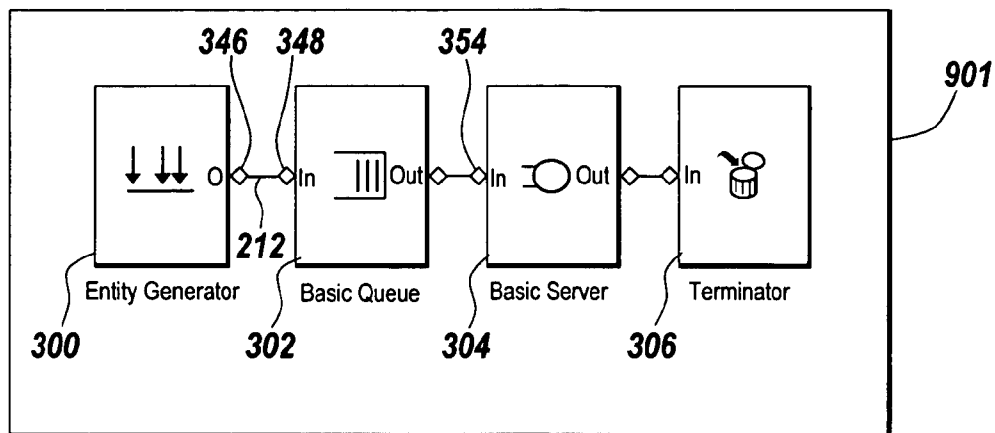 346 348 354
901
O In Out In Out In
212
Entity Generator Basic Queue Basic Server Terminator
300 302 304 306